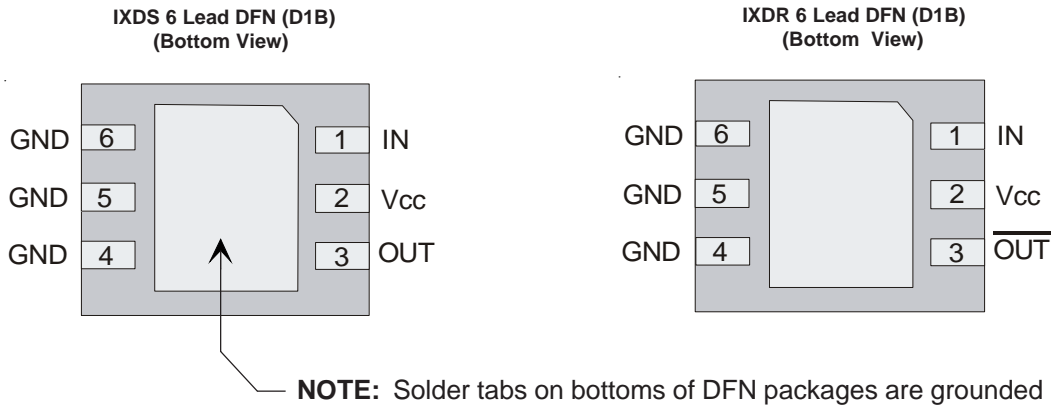 IXDS 6 Lead DFN (D1B)
(Bottom View)
GND 6 1 IN
GND 5 2 Vcc
GND 4 3 OUT
IXDR 6 Lead DFN (D1B)
(Bottom View)
GND 6 1 IN
GND 5 2 Vcc
GND 4 3 OUT
NOTE: Solder tabs on bottoms of DFN packages are grounded